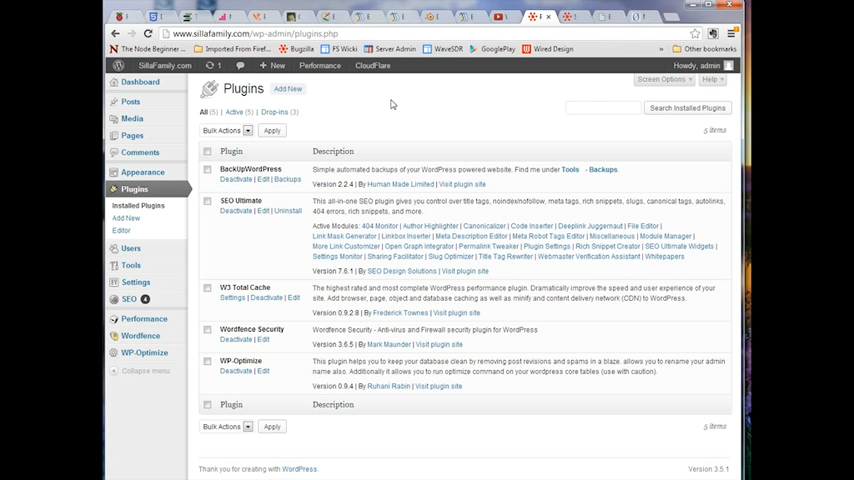 www.sillafamily.com/wp-admin/plugins.php
The Node Beginner Imported From Firef... Bugzilla FS Wicki Server Admin WaveSDR GooglePlay Wired Design Other bookmarks
SillaFamily.com 1 + New Performance CloudFlare Howdy, admin
Dashboard
Posts
Media
Pages
Comments
Appearance
Plugins
Installed Plugins
Add New
Editor
Users
Tools
Settings
SEO 4
Performance
Wordfence
WP-Optimize
Collapse menu
Screen Options Help
Plugins Add New
All (5) | Active (5) | Drop-ins (3)
Search Installed Plugins
Bulk Actions Apply 5 items
Plugin Description
BackUpWordPress Simple automated backups of your WordPress powered website. Find me under Tools → Backups.
Deactivate | Edit | Backups
Version 2.2.4 | By Human Made Limited | Visit plugin site
SEO Ultimate This all-in-one SEO plugin gives you control over title tags, noindex/nofollow, meta tags, rich snippets, slugs, canonical tags, autolinks,
Deactivate | Edit | Uninstall 404 errors, rich snippets, and more.
Active Modules: 404 Monitor | Author Highlighter | Canonicalizer | Code Inserter | Deeplink Juggernaut | File Editor |
Link Mask Generator | Linkbox Inserter | Meta Description Editor | Meta Robot Tags Editor | Miscellaneous | Module Manager |
More Link Customizer | Open Graph Integrator | Permalink Tweaker | Plugin Settings | Rich Snippet Creator | SEO Ultimate Widgets |
Settings Monitor | Sharing Facilitator | Slug Optimizer | Title Tag Rewriter | Webmaster Verification Assistant | Whitepapers
Version 7.6.1 | By SEO Design Solutions | Visit plugin site
W3 Total Cache The highest rated and most complete WordPress performance plugin. Dramatically improve the speed and user experience of your
Settings | Deactivate | Edit site. Add browser, page, object and database caching as well as minify and content delivery network (CDN) to WordPress.
Version 0.9.2.8 | By Frederick Townes | Visit plugin site
Wordfence Security Wordfence Security - Anti-virus and Firewall security plugin for WordPress
Deactivate | Edit
Version 3.6.5 | By Mark Maunder | Visit plugin site
WP-Optimize This plugin helps you to keep your database clean by removing post revisions and spams in a blaze. allows you to rename your admin
Deactivate | Edit name also. Additionally it allows you to run optimize command on your wordpress core tables (use with caution).
Version 0.9.4 | By Ruhani Rabin | Visit plugin site
Plugin Description
Bulk Actions Apply 5 items
Thank you for creating with WordPress. Version 3.5.1